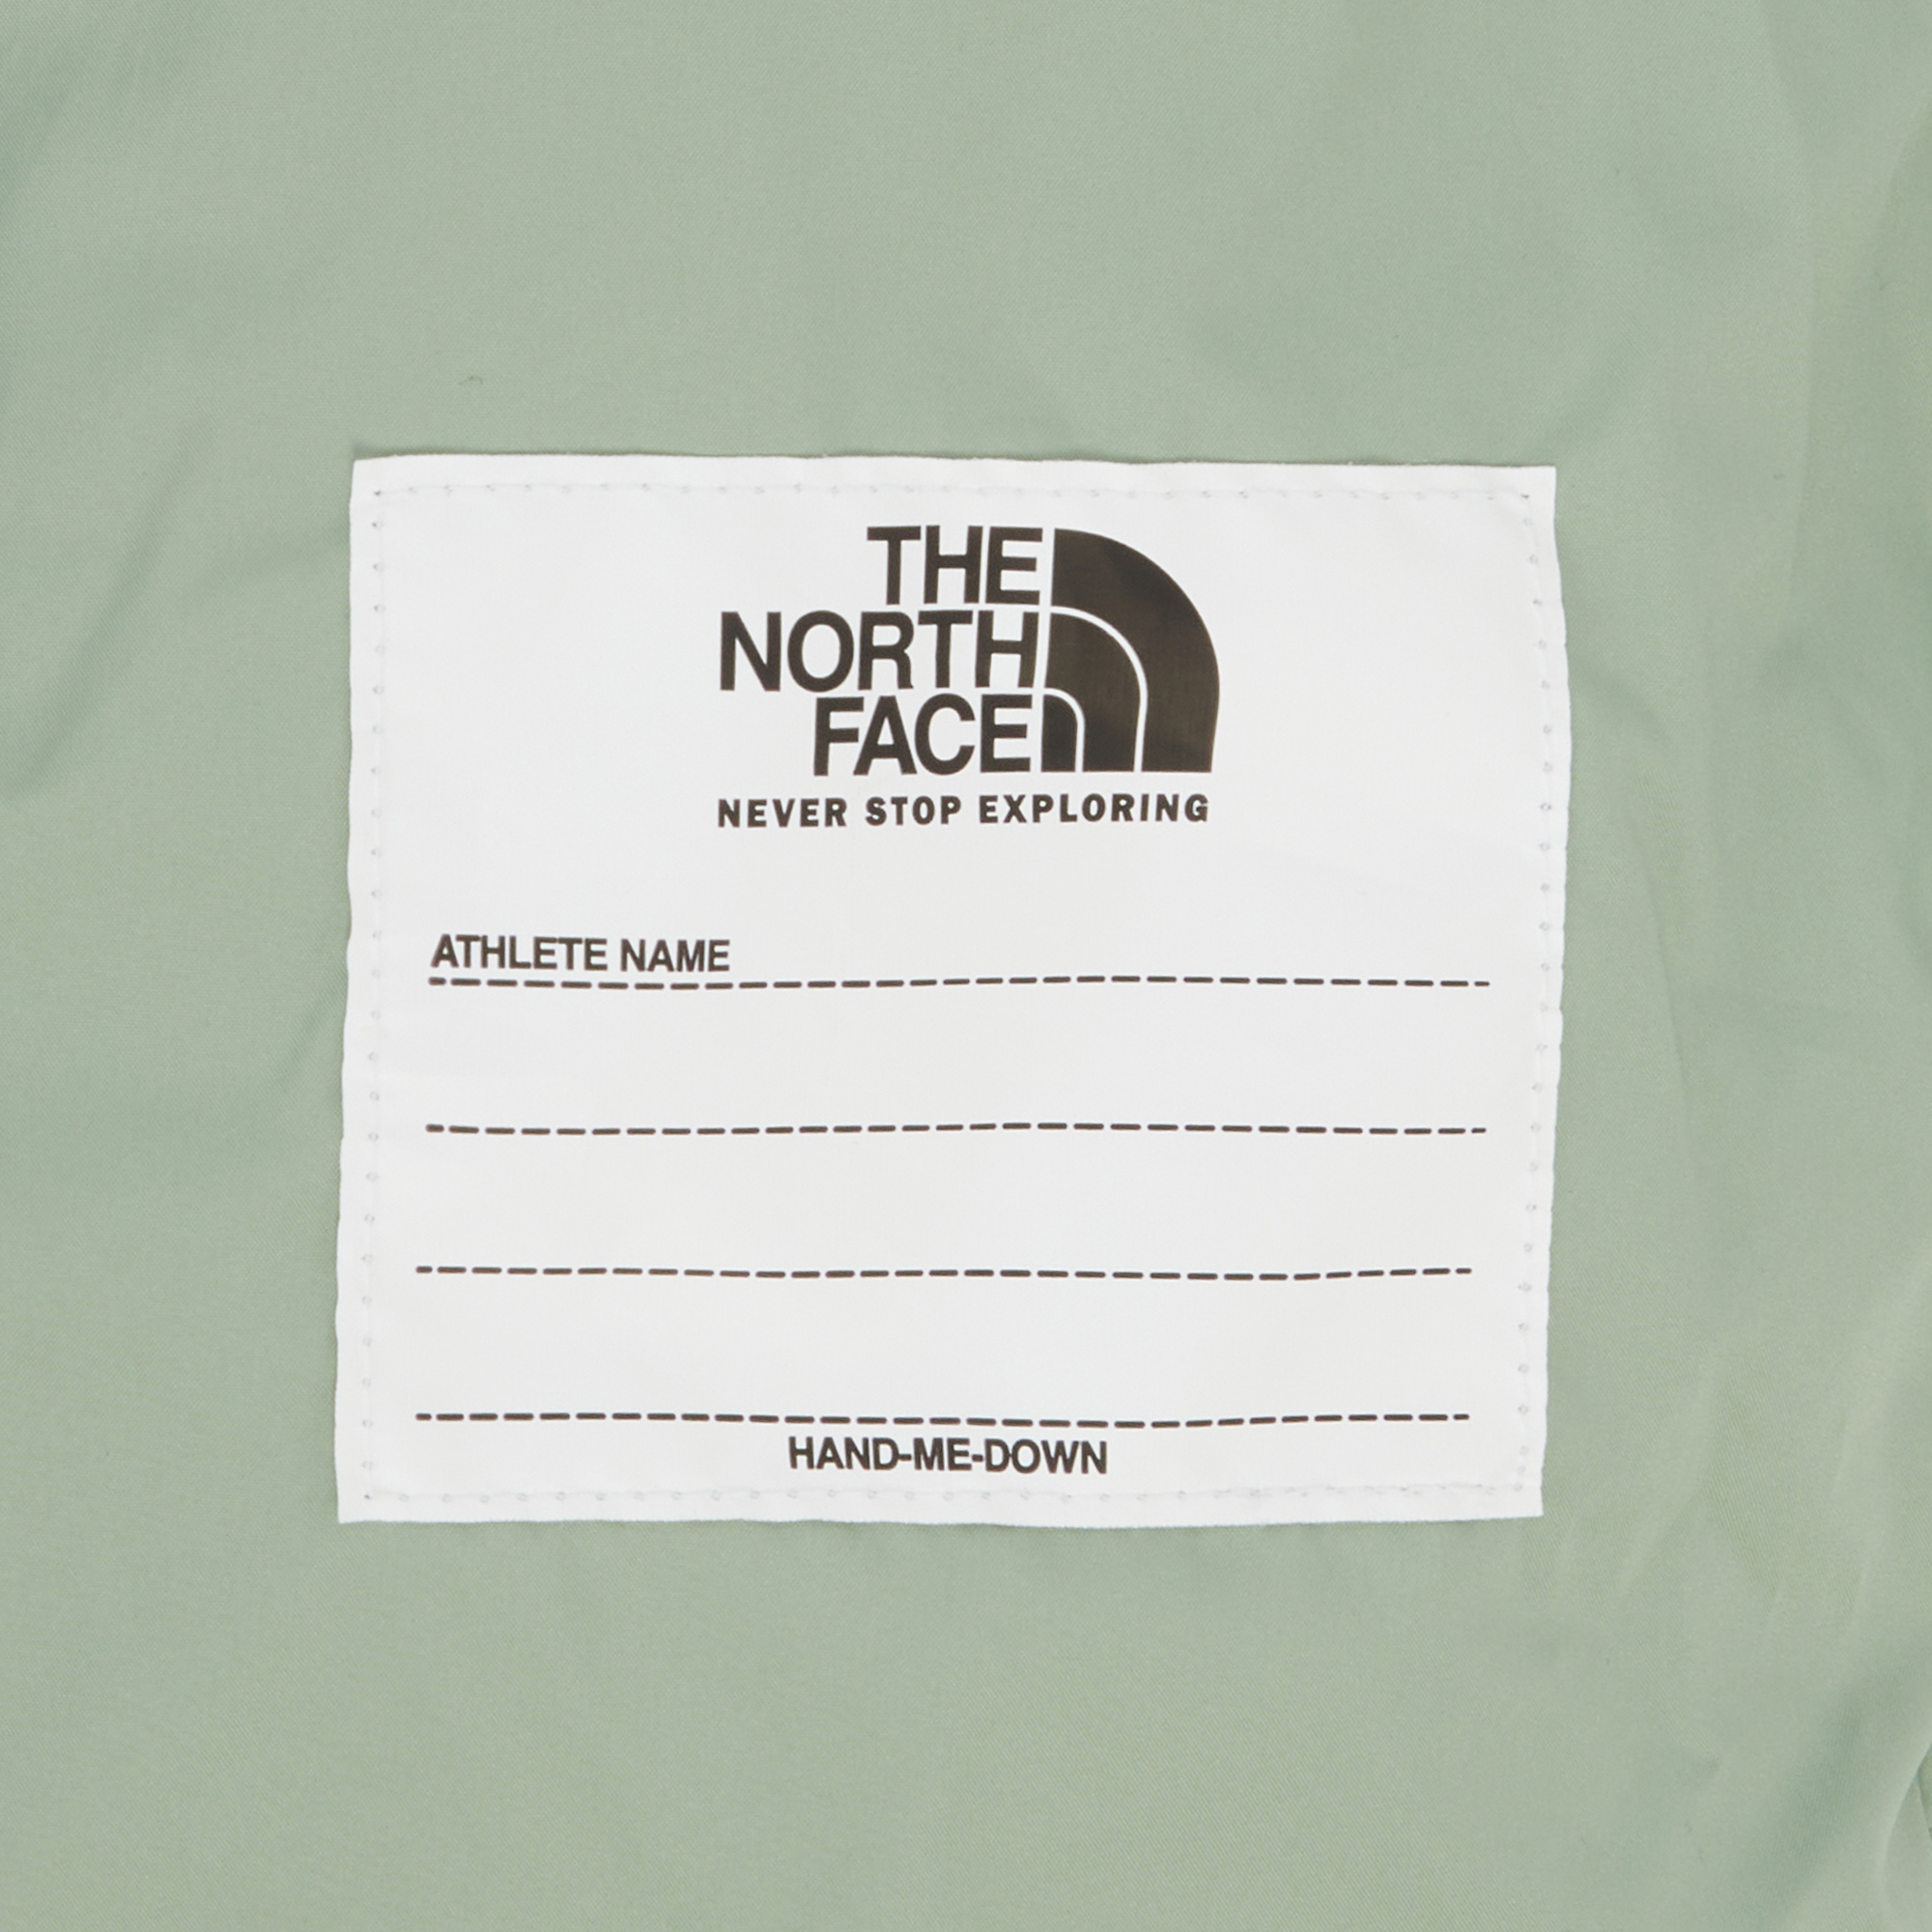 THE
NORTH
FACE
NEVER STOP EXPLORING
ATHLETE NAME
HAND-ME-DOWN